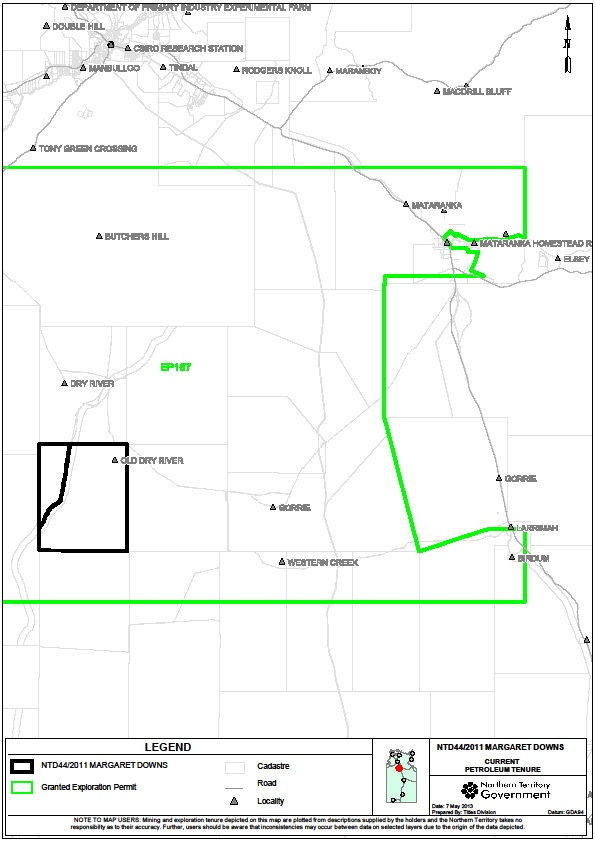 DEPARTMENT OF PRIMARY INDUSTRY EXPERIMENTAL FARM
DOUBLE HILL
CSIRO RESEARCH STATION
MANBULLOO
TINDAL
RODGERS KNOLL
MARANSKIY
MACDRILL BLUFF
N
TONY GREEN CROSSING
MATARANKA
BUTCHERS HILL
MATARANKA HOMESTEAD R
ELSEY
EP187
DRY RIVER
OLD DRY RIVER
GORRIE
GORRIE
LARRIMAH
WESTERN CREEK
BIRDUM
LEGEND
NTD44/2011 MARGARET DOWNS
Granted Exploration Permit
Cadastre
Road
Locality
NTD44/2011 MARGARET DOWNS
CURRENT
PETROLEUM TENURE
Northern Territory
Government
Date: 7 May 2013
Prepared By: Titles Division
Datum: GDA94
NOTE TO MAP USERS: Mining and exploration tenure depicted on this map are plotted from descriptions supplied by the holders and the Northern Territory takes no
responsibility as to their accuracy. Further, users should be aware that inconsistencies may occur between data on selected layers due to the origin of the data depicted.